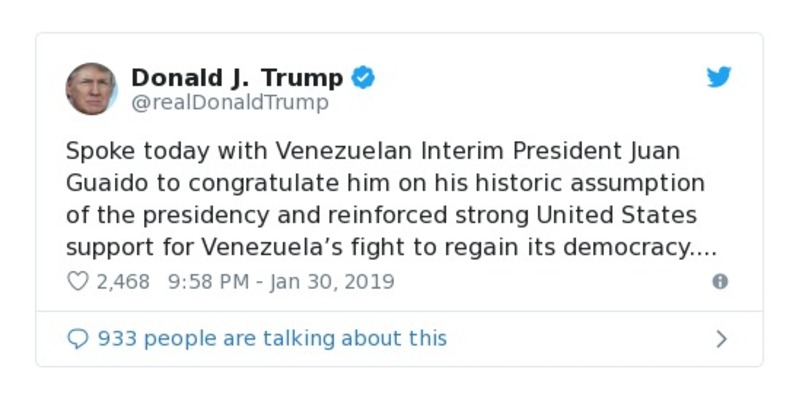 Donald J. Trump
@realDonaldTrump
Spoke today with Venezuelan Interim President Juan
Guaido to congratulate him on his historic assumption
of the presidency and reinforced strong United States
support for Venezuela’s fight to regain its democracy....
2,468 9:58 PM - Jan 30, 2019
933 people are talking about this